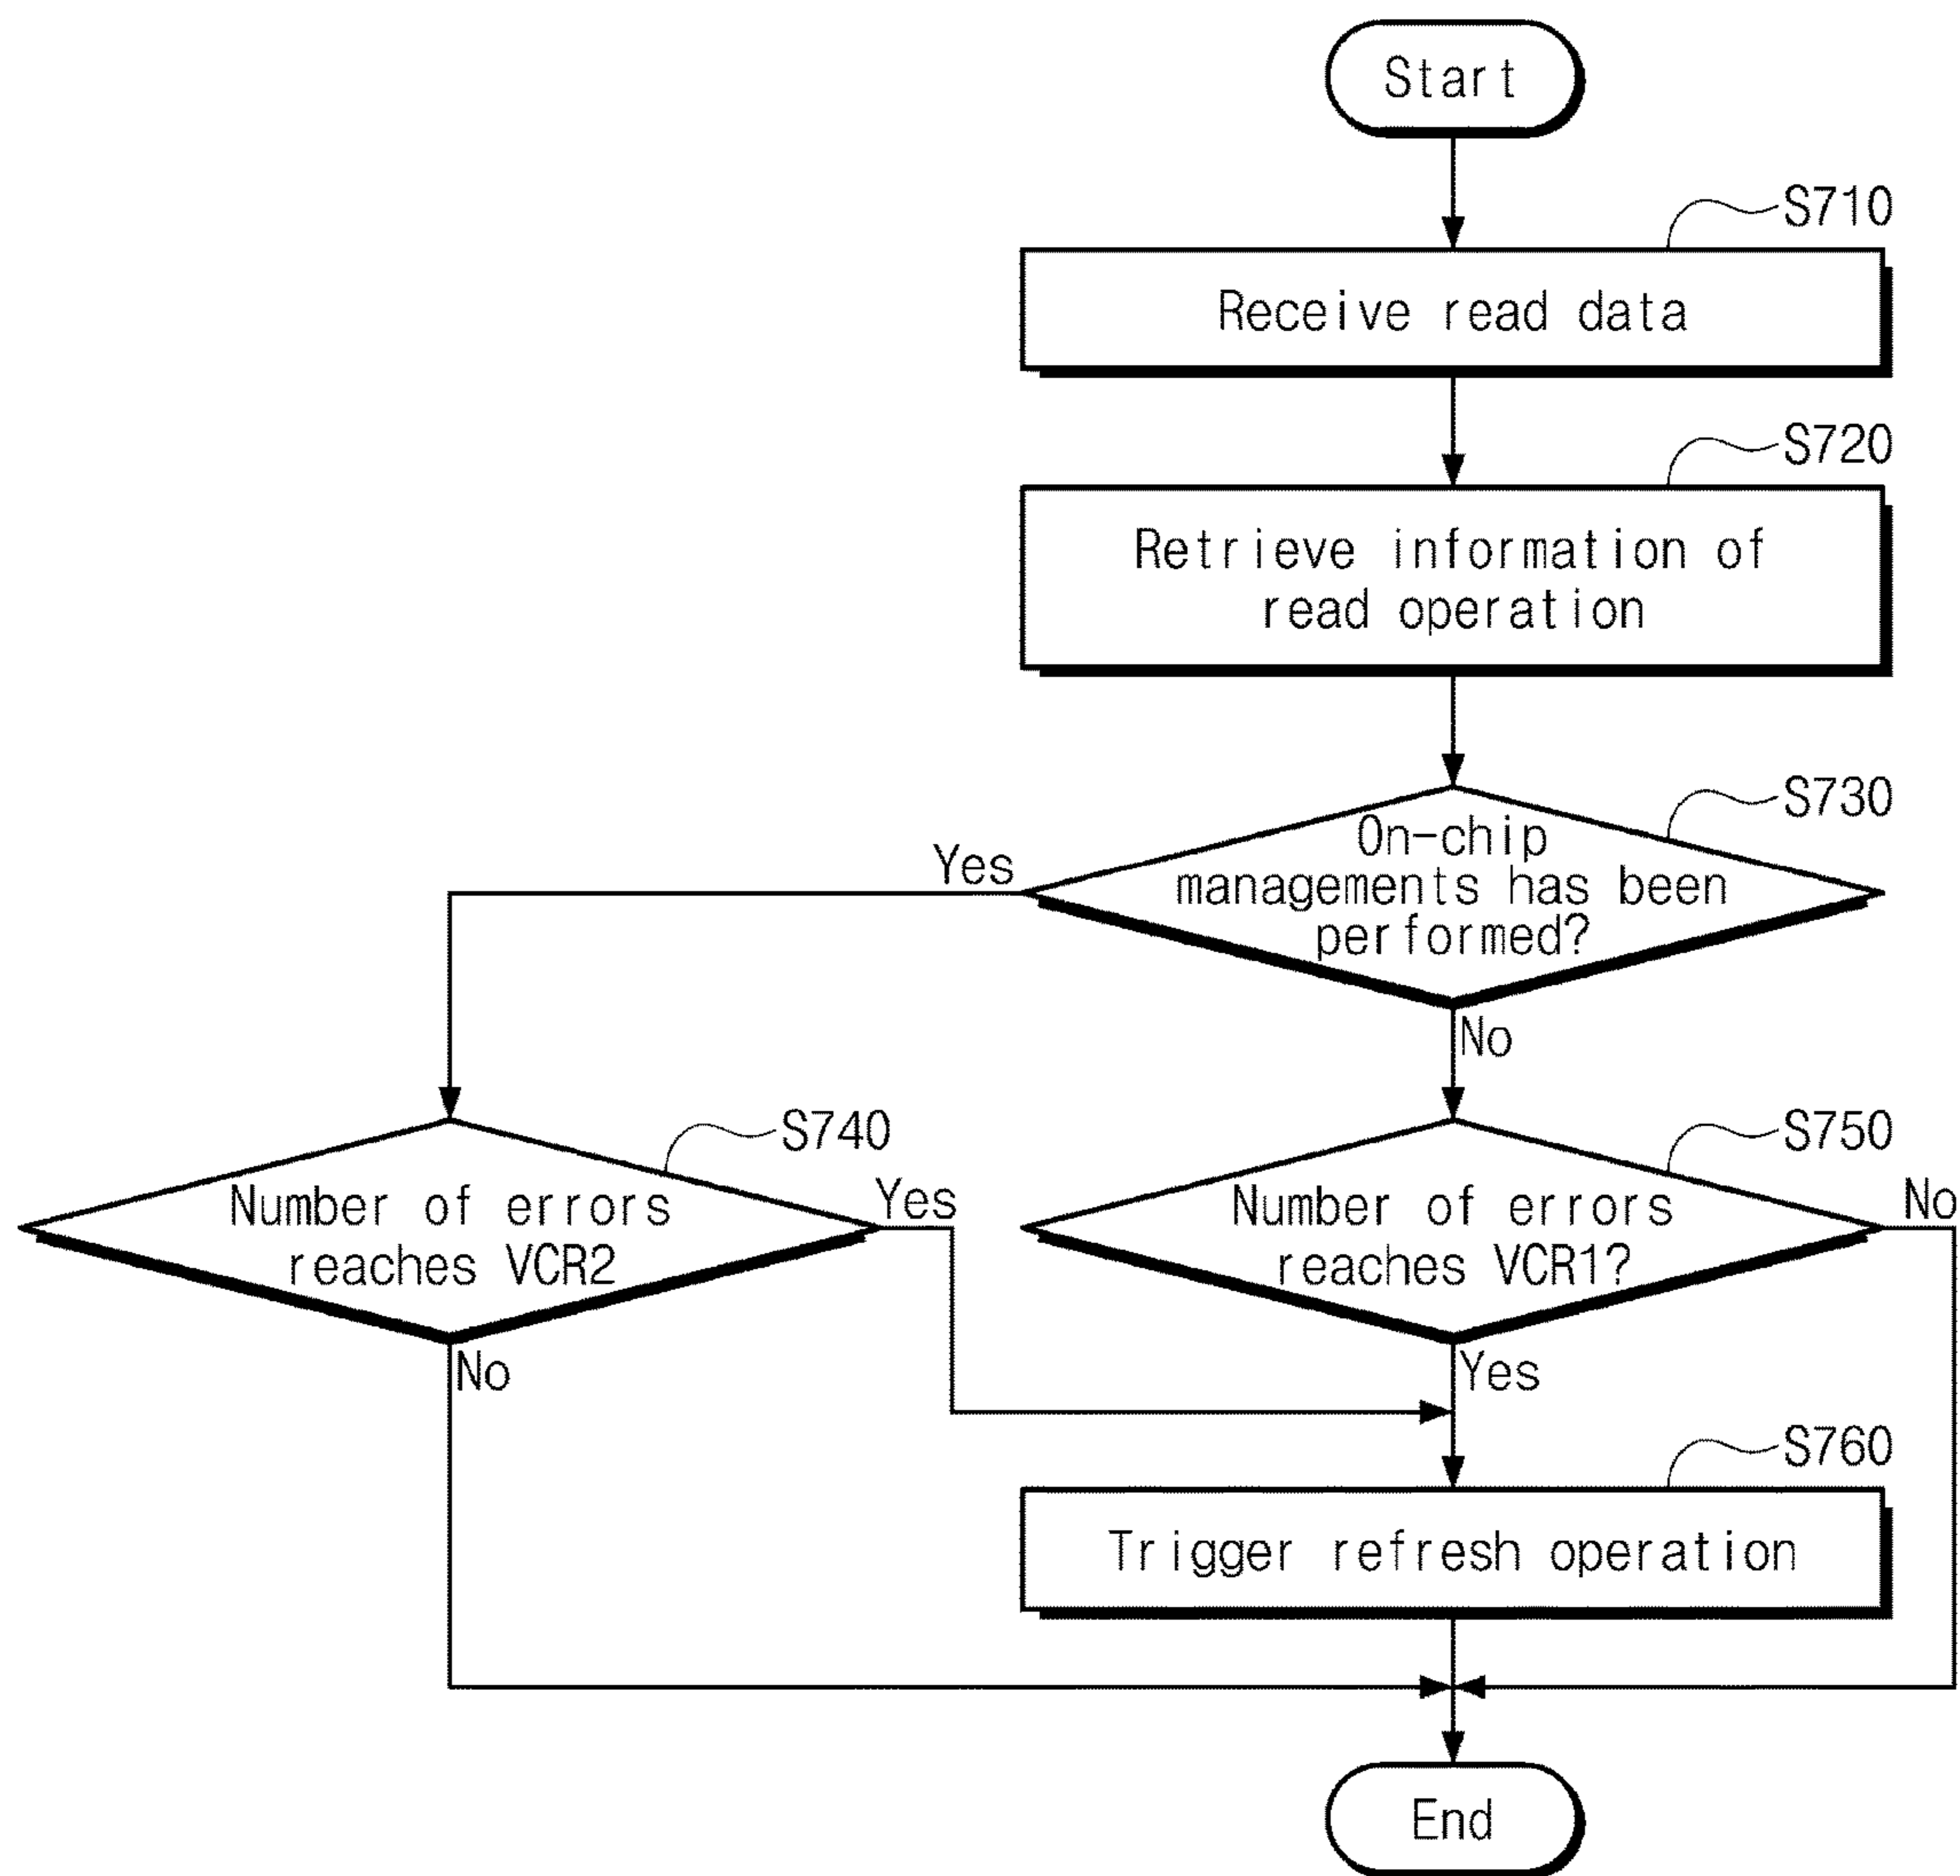 Start
S710
Receive read data
S720
Retrieve information of
read operation
S730
On-chip
managements has been
performed?
Yes
No
S740
Number of errors
reaches VCR2
Yes
No
S750
Number of errors
reaches VCR1?
No
Yes
S760
Trigger refresh operation
End